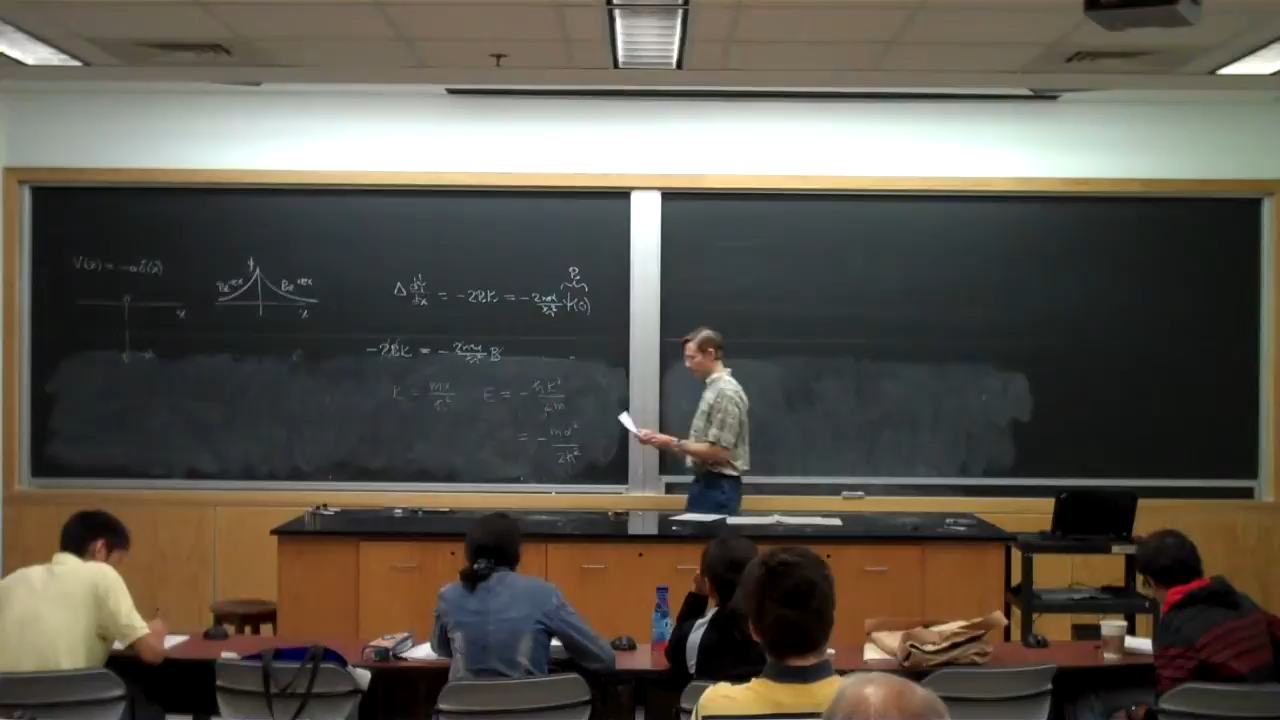 V(x) = -αδ(x)
x
ψ
Be^κx Be^-κx
x
Δ dψ/dx = -2Bκ = -2mα/ħ² ψ(0)
B
-2Bκ = -2mα/ħ² B
κ = mα/ħ² E = -ħ²κ²/2m
= -mα²/2ħ²